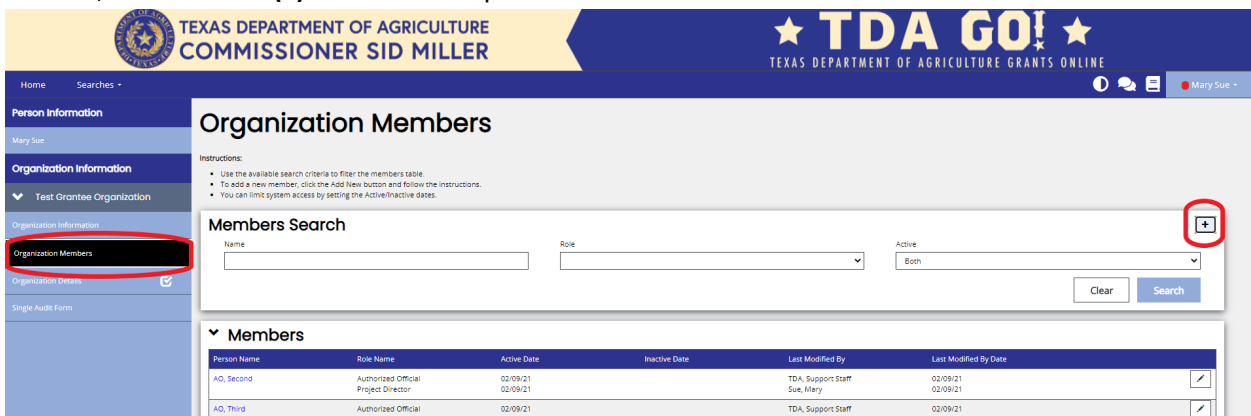 TEXAS DEPARTMENT OF AGRICULTURE
COMMISSIONER SID MILLER
TDA GO!
TEXAS DEPARTMENT OF AGRICULTURE GRANTS ONLINE
Home Searches
Mary Sue
Person Information
Mary Sue
Organization Information
Test Grantee Organization
Organization Information
Organization Members
Organization Details
Single Audit Form
Organization Members
Instructions:
Use the available search criteria to filter the members table.
To add a new member, click the Add New button and follow the instructions.
You can limit system access by setting the Active/Inactive dates.
Members Search
+
Name Role Active
Both
Clear Search
Members
Person Name Role Name Active Date Inactive Date Last Modified By Last Modified By Date
AO, Second Authorized Official 02/09/21 TDA, Support Staff 02/09/21
Project Director 02/09/21 Sue, Mary 02/09/21
AO, Third Authorized Official 02/09/21 TDA, Support Staff 02/09/21